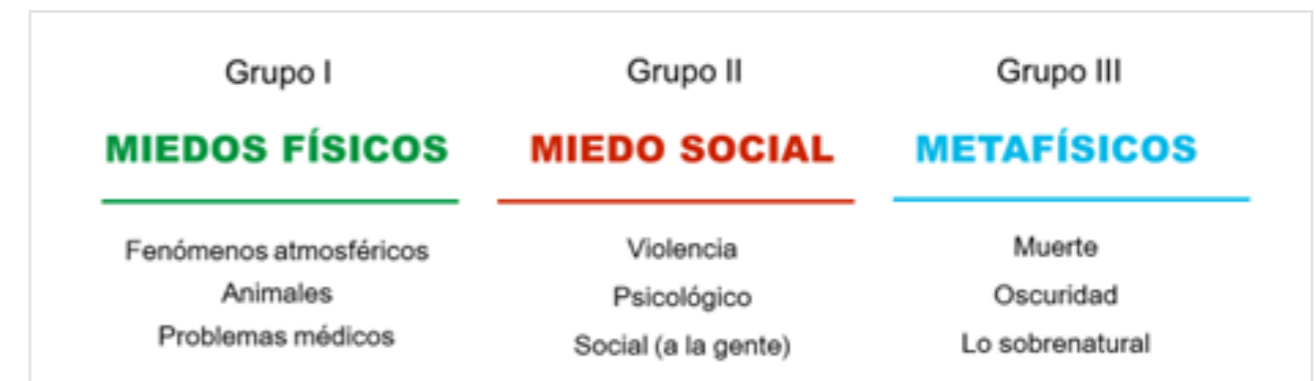 Grupo I
MIEDOS FÍSICOS
Fenómenos atmosféricos
Animales
Problemas médicos
Grupo II
MIEDO SOCIAL
Violencia
Psicológico
Social (a la gente)
Grupo III
METAFÍSICOS
Muerte
Oscuridad
Lo sobrenatural